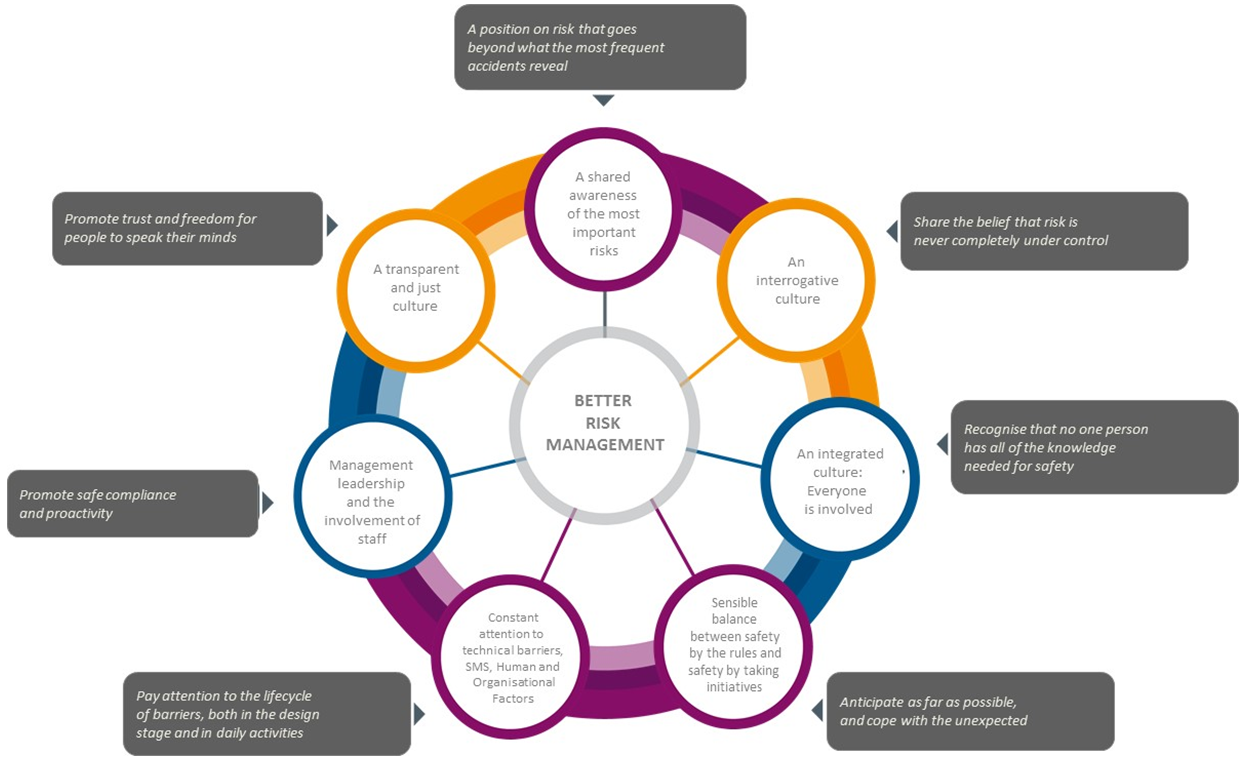 A position on risk that goes
beyond what the most frequent
accidents reveal
A shared
awareness
of the most
important
risks
Promote trust and freedom for
people to speak their minds
A transparent
and just
culture
An
interrogative
culture
Share the belief that risk is
never completely under control
BETTER
RISK
MANAGEMENT
An integrated
culture:
Everyone
is involved
Recognise that no one person
has all of the knowledge
needed for safety
Management
leadership
and the
involvement of
staff
Promote safe compliance
and proactivity
Constant
attention to
technical barriers,
SMS, Human and
Organisational
Factors
Sensible
balance
between safety
by the rules and
safety by taking
initiatives
Pay attention to the lifecycle
of barriers, both in the design
stage and in daily activities
Anticipate as far as possible,
and cope with the unexpected